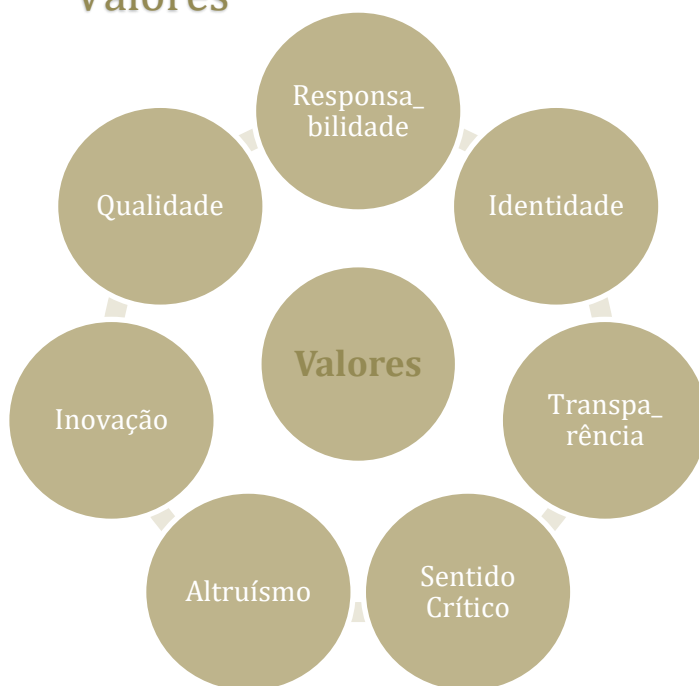 Valores
Responsa_
bilidade
Qualidade
Identidade
Valores
Inovação
Transpa_
rência
Altruísmo
Sentido
Crítico